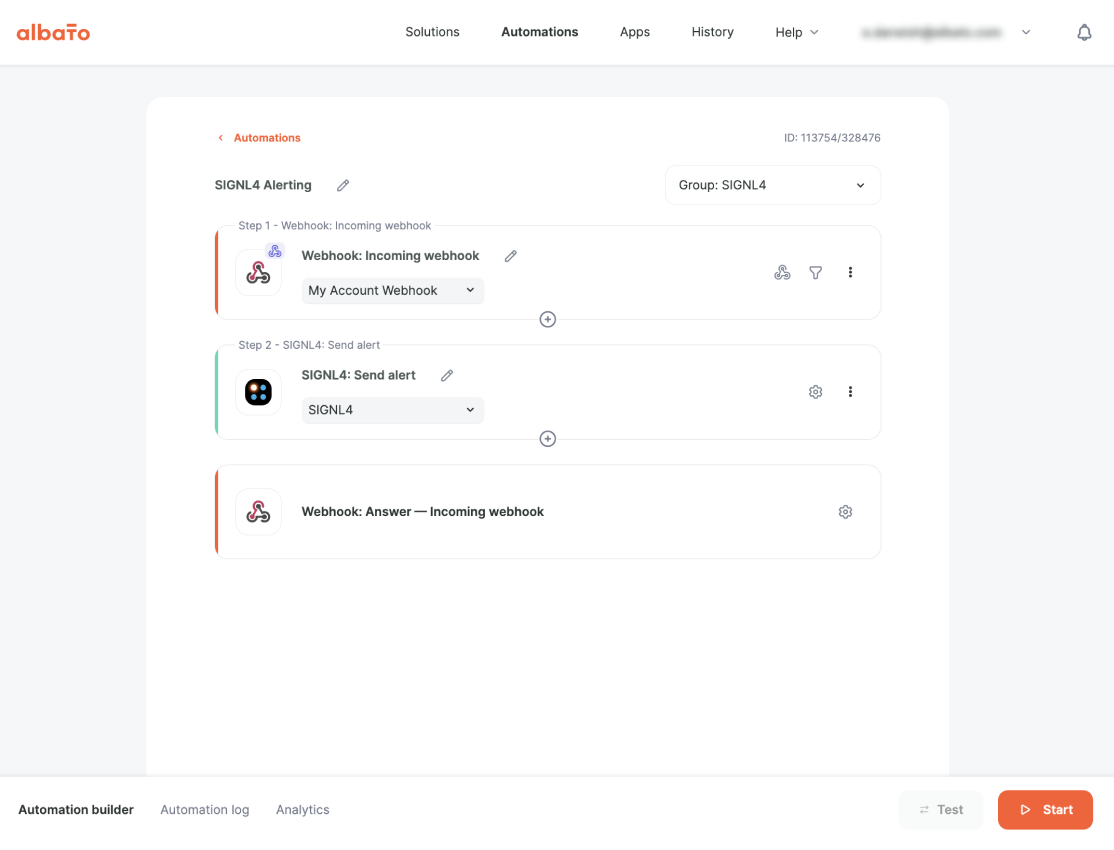 albato
Solutions
Automations
Apps
History
Help
Automations
ID: 113754/328476
SIGNL4 Alerting
Group: SIGNL4
Step 1 - Webhook: Incoming webhook
Webhook: Incoming webhook
My Account Webhook
Step 2 - SIGNL4: Send alert
SIGNL4: Send alert
SIGNL4
Webhook: Answer — Incoming webhook
Automation builder
Automation log
Analytics
Test
Start